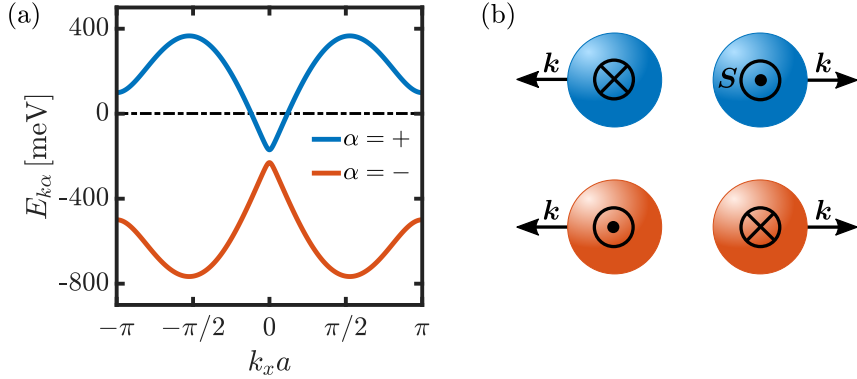 (a)
400
0
-400
-800
E_{kα} [meV]
α = +
α = −
−π
−π/2
0
π/2
π
k_x a
(b)
k
S
k
k
k